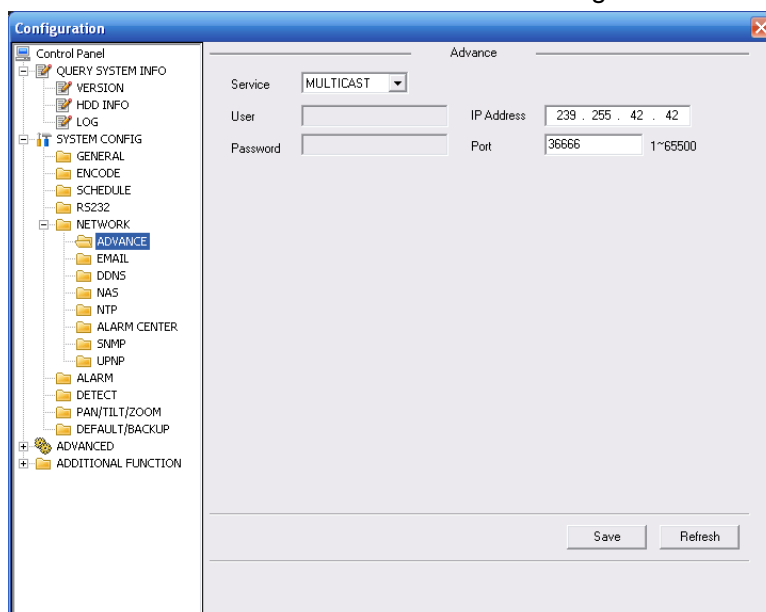 Configuration
Control Panel
QUERY SYSTEM INFO
VERSION
HDD INFO
LOG
SYSTEM CONFIG
GENERAL
ENCODE
SCHEDULE
RS232
NETWORK
ADVANCE
EMAIL
DDNS
NAS
NTP
ALARM CENTER
SNMP
UPNP
ALARM
DETECT
PAN/TILT/ZOOM
DEFAULT/BACKUP
ADVANCED
ADDITIONAL FUNCTION
Advance
Service MULTICAST
User IP Address 239 . 255 . 42 . 42
Password Port 36666 1~65500
Save Refresh